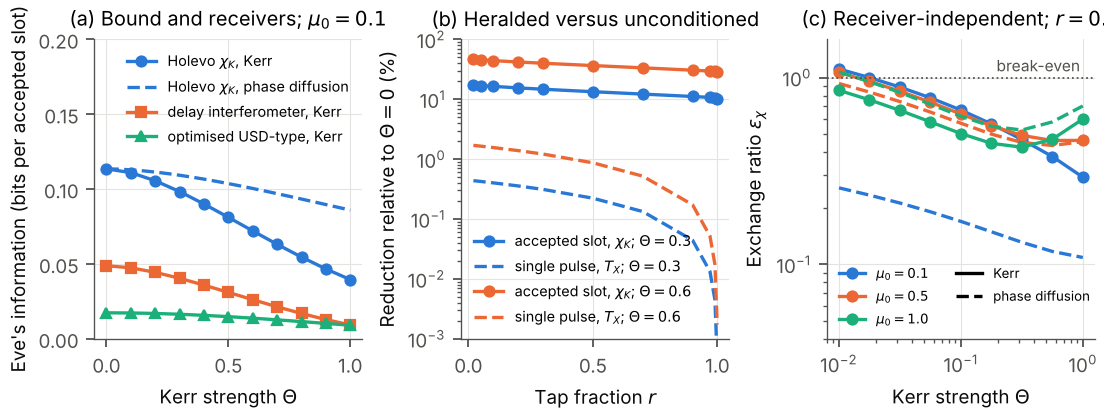 (a) Bound and receivers; μ₀ = 0.1
Eve's information (bits per accepted slot)
0.20
0.15
0.10
0.05
0.00
Holevo χ_K, Kerr
Holevo χ_K, phase diffusion
delay interferometer, Kerr
optimised USD-type, Kerr
0.0 0.5 1.0
Kerr strength Θ
(b) Heralded versus unconditioned
Reduction relative to Θ = 0 (%)
10²
10¹
10⁰
10⁻¹
10⁻²
10⁻³
accepted slot, χ_K; Θ = 0.3
single pulse, T_X; Θ = 0.3
accepted slot, χ_K; Θ = 0.6
single pulse, T_X; Θ = 0.6
0.0 0.5 1.0
Tap fraction r
(c) Receiver-independent; r = 0.
Exchange ratio ε_χ
10⁰
10⁻¹
break-even
μ₀ = 0.1
μ₀ = 0.5
μ₀ = 1.0
Kerr
phase diffusion
10⁻² 10⁻¹ 10⁰
Kerr strength Θ